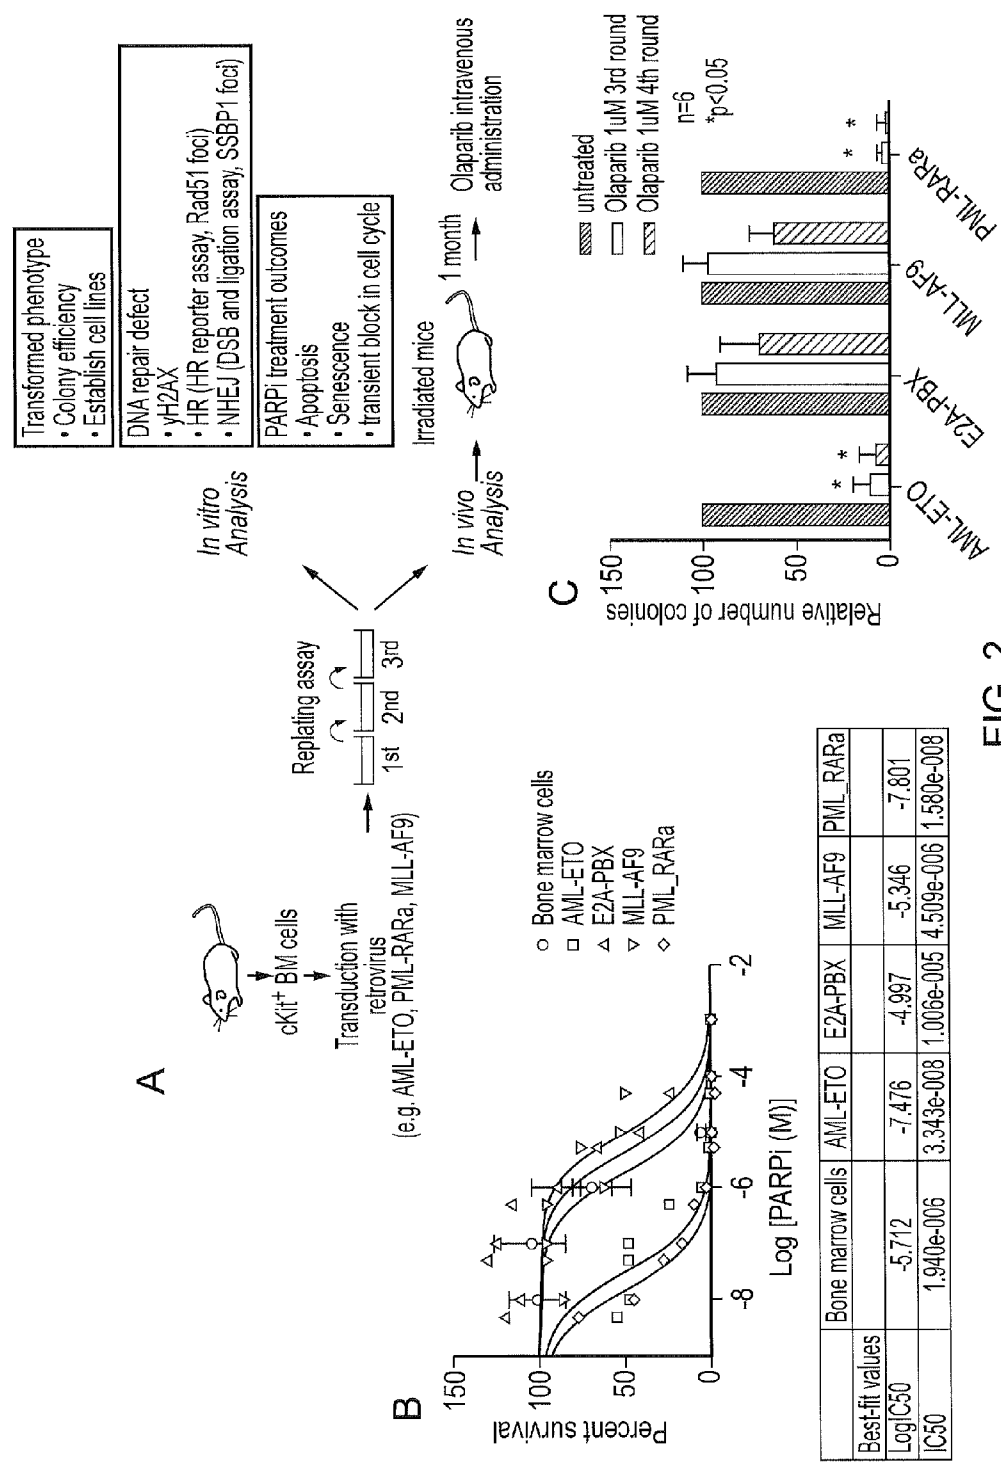 A
cKit+ BM cells
Transduction with
retrovirus
(e.g. AML-ETO, PML-RARa, MLL-AF9)
Replating assay
1st 2nd 3rd
In vitro
Analysis
Transformed phenotype
• Colony efficiency
• Establish cell lines
DNA repair defect
• yH2AX
• HR (HR reporter assay, Rad51 foci)
• NHEJ (DSB and ligation assay, SSBP1 foci)
PARPi treatment outcomes
• Apoptosis
• Senescence
• transient block in cell cycle
In vivo
Analysis
Irradiated mice
1 month
Olaparib intravenous
administration
B
Percent survival
150
100
50
0
-8 -6 -4 -2
Log [PARPi (M)]
Bone marrow cells
AML-ETO
E2A-PBX
MLL-AF9
PML_RARa
Bone marrow cells AML-ETO E2A-PBX MLL-AF9 PML_RARa
Best-fit values
LogIC50 -5.712 -7.476 -4.997 -5.346 -7.801
IC50 1.940e-006 3.343e-008 1.006e-005 4.509e-006 1.580e-008
C
Relative number of colonies
150
100
50
0
* * * *
AML-ETO E2A-PBX MLL-AF9 PML-RARa
untreated
Olaparib 1uM 3rd round
Olaparib 1uM 4th round
n=6
*p<0.05
FIG. 2